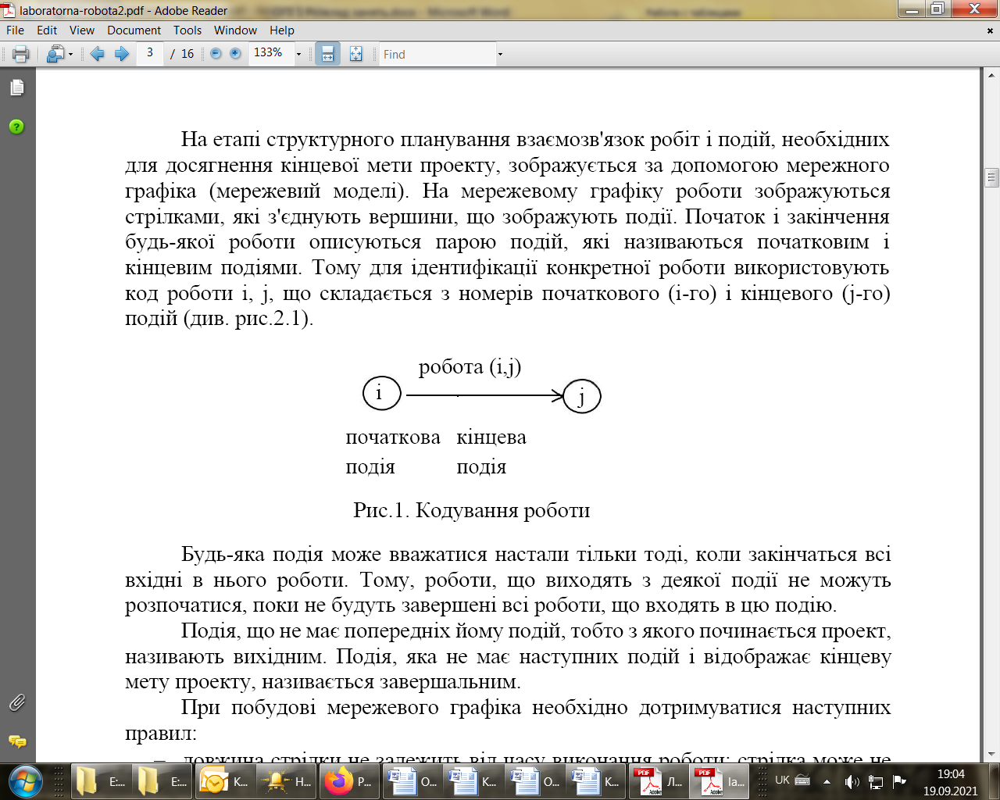 laboratorna-robota2.pdf - Adobe Reader
File Edit View Document Tools Window Help
3 / 16 133% Find
На етапі структурного планування взаємозв'язок робіт і подій, необхідних
для досягнення кінцевої мети проекту, зображується за допомогою мережного
графіка (мережевий моделі). На мережевому графіку роботи зображуються
стрілками, які з'єднують вершини, що зображують події. Початок і закінчення
будь-якої роботи описуються парою подій, які називаються початковим і
кінцевим подіями. Тому для ідентифікації конкретної роботи використовують
код роботи i, j, що складається з номерів початкового (i-го) і кінцевого (j-го)
подій (див. рис.2.1).
робота (i,j)
i j
початкова кінцева
подія подія
Рис.1. Кодування роботи
Будь-яка подія може вважатися настали тільки тоді, коли закінчаться всі
вхідні в нього роботи. Тому, роботи, що виходять з деякої події не можуть
розпочатися, поки не будуть завершені всі роботи, що входять в цю подію.
Подія, що не має попередніх йому подій, тобто з якого починається проект,
називають вихідним. Подія, яка не має наступних подій і відображає кінцеву
мету проекту, називається завершальним.
При побудові мережевого графіка необхідно дотримуватися наступних
правил:
– довжина стрілки не залежить від часу виконання роботи; стрілка може не
E:... E:... K... H... P... O... K... O... K... Л... la... UK 19:04
19.09.2021